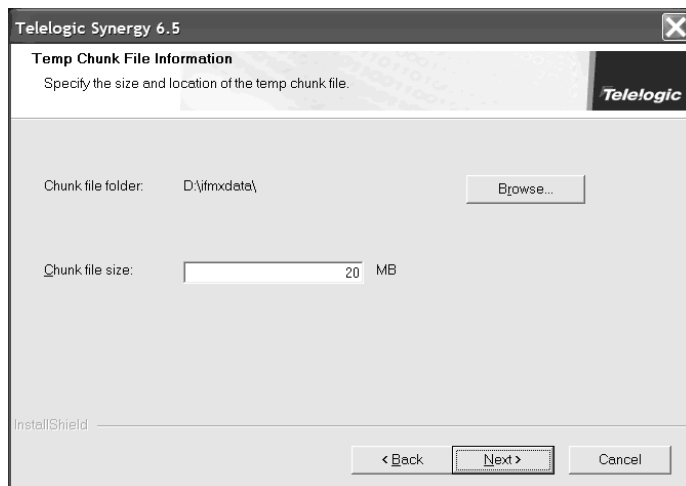 Telelogic Synergy 6.5
Temp Chunk File Information
Specify the size and location of the temp chunk file.
Telelogic
Chunk file folder: D:\ifmxdata\ Browse...
Chunk file size: 20 MB
InstallShield
< Back Next > Cancel